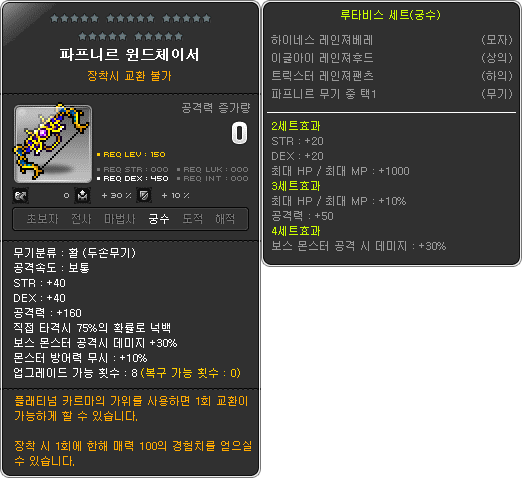 파프니르 윈드체이서
장착시 교환 불가
공격력 증가량
0
REQ LEV : 150
REQ STR : 000 REQ LUK : 000
REQ DEX : 450 REQ INT : 000
0 + 30 % + 10 %
초보자 전사 마법사 궁수 도적 해적
무기분류 : 활 (두손무기)
공격속도 : 보통
STR : +40
DEX : +40
공격력 : +160
직접 타격시 75%의 확률로 넉백
보스 몬스터 공격시 데미지 +30%
몬스터 방어력 무시 : +10%
업그레이드 가능 횟수 : 8 (복구 가능 횟수 : 0)
플래티넘 카르마의 가위를 사용하면 1회 교환이
가능하게 할 수 있습니다.
장착 시 1회에 한해 매력 100의 경험치를 얻으실
수 있습니다.
루타비스 세트(궁수)
하이네스 레인져베레 (모자)
이글아이 레인져후드 (상의)
트릭스터 레인져팬츠 (하의)
파프니르 무기 중 택1 (무기)
2세트효과
STR : +20
DEX : +20
최대 HP / 최대 MP : +1000
3세트효과
최대 HP / 최대 MP : +10%
공격력 : +50
4세트효과
보스 몬스터 공격 시 데미지 : +30%